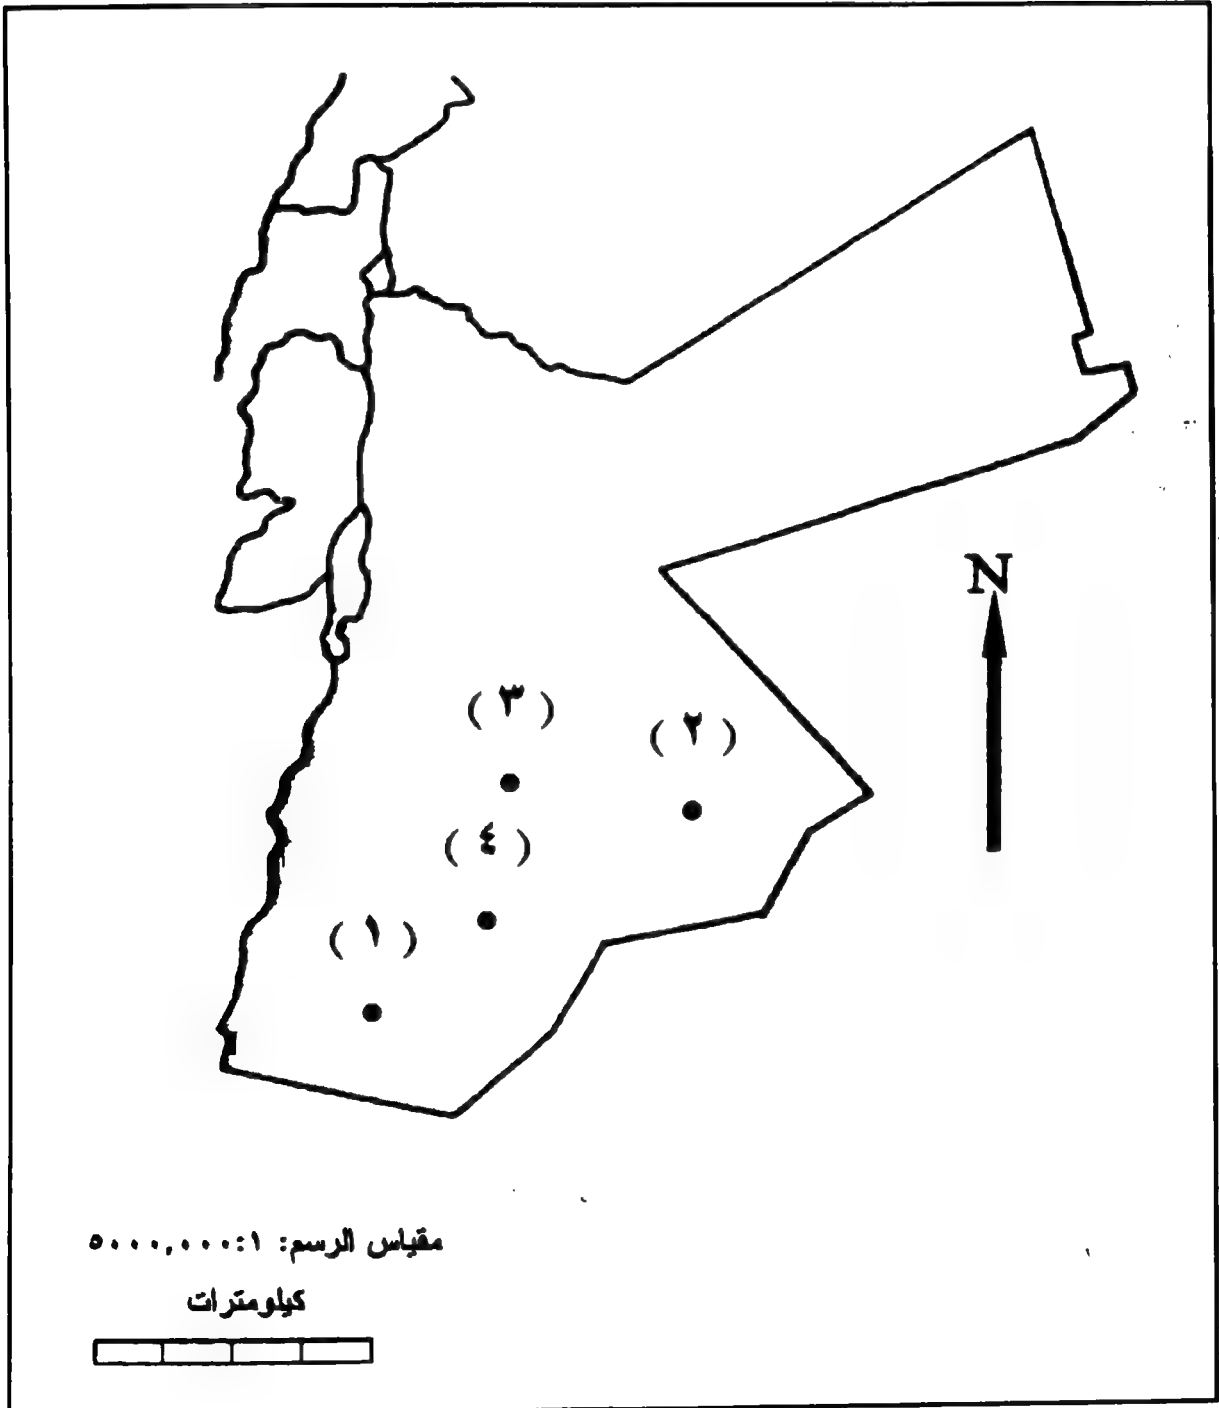 N
( ٣ )
( ٢ )
( ٤ )
( ١ )
مقياس الرسم: ١:٥٠٠٠,٠٠٠
كيلومترات